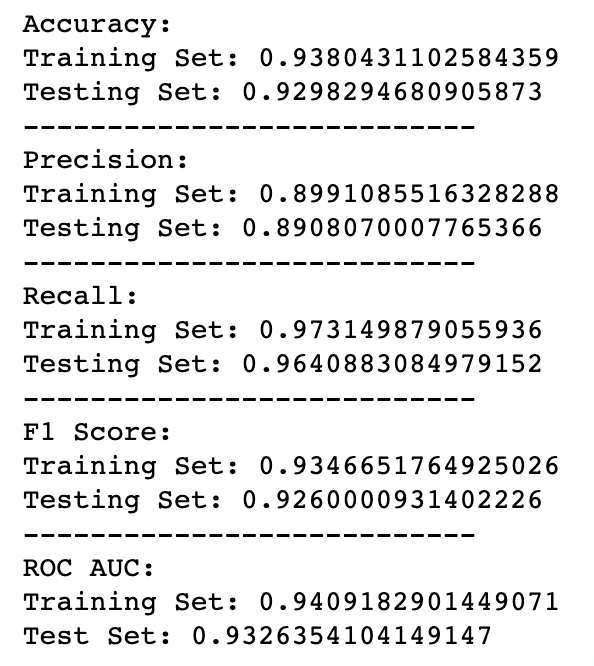 Accuracy:
Training Set: 0.9380431102584359
Testing Set: 0.9298294680905873
---------------------------
Precision:
Training Set: 0.8991085516328288
Testing Set: 0.8908070007765366
---------------------------
Recall:
Training Set: 0.973149879055936
Testing Set: 0.9640883084979152
---------------------------
F1 Score:
Training Set: 0.9346651764925026
Testing Set: 0.9260000931402226
---------------------------
ROC AUC:
Training Set: 0.9409182901449071
Test Set: 0.9326354104149147